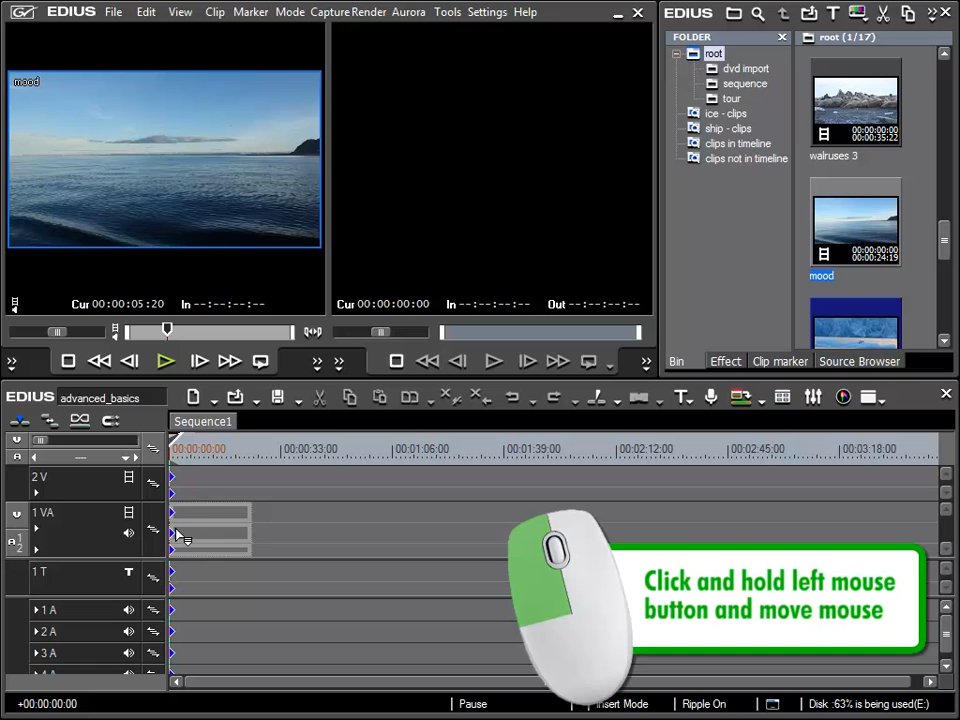 EDIUS File Edit View Clip Marker Mode Capture Render Aurora Tools Settings Help
EDIUS
mood
FOLDER
root
dvd import
sequence
tour
ice - clips
ship - clips
clips in timeline
clips not in timeline
root (1/17)
00:00:00:00
00:00:35:22
walruses 3
00:00:00:00
00:00:24:19
mood
Cur 00:00:05:20 In --:--:--:--
Cur 00:00:00:00 In --:--:--:-- Out --:--:--:--
Bin Effect Clip marker Source Browser
EDIUS advanced_basics
Sequence1
00:00:00:00 00:00:33:00 00:01:06:00 00:01:39:00 00:02:12:00 00:02:45:00 00:03:18:00
2 V
1 VA
A 1
2
1 T T
1 A
2 A
3 A
Click and hold left mouse
button and move mouse
+00:00:00:00 Pause Insert Mode Ripple On Disk :63% is being used(E:)